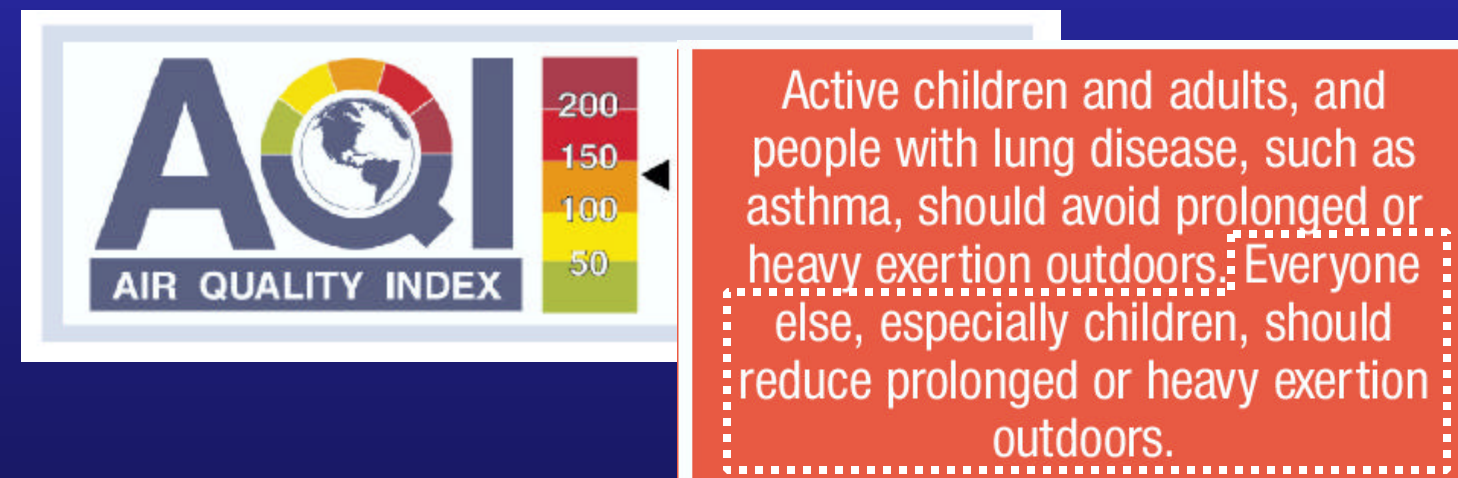 AQI
AIR QUALITY INDEX
200
150
100
50
Active children and adults, and
people with lung disease, such as
asthma, should avoid prolonged or
heavy exertion outdoors. Everyone
else, especially children, should
reduce prolonged or heavy exertion
outdoors.